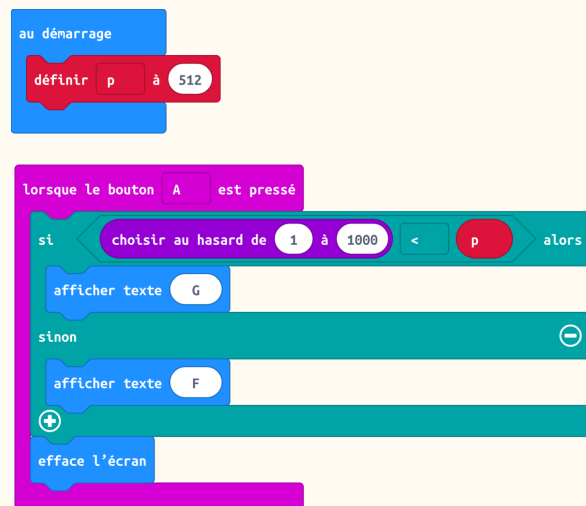 au démarrage
définir p à 512
lorsque le bouton A est pressé
si choisir au hasard de 1 à 1000 < p alors
afficher texte G
sinon
afficher texte F
efface l'écran